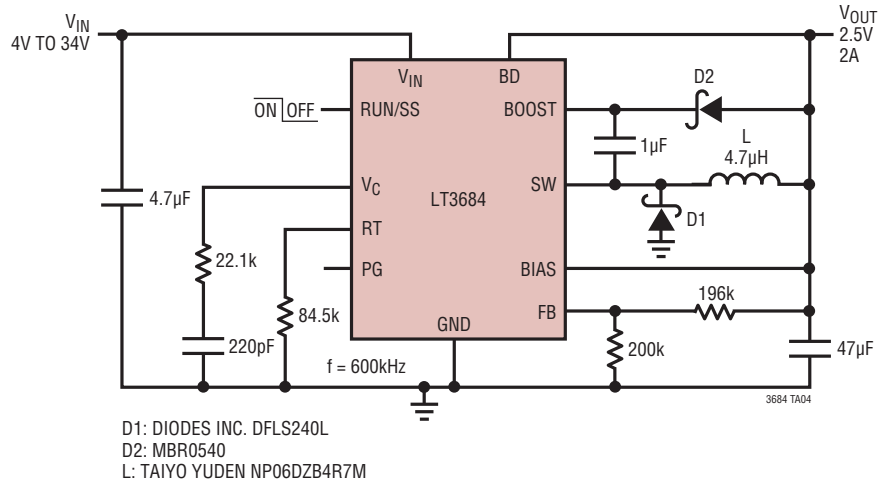 VIN
4V TO 34V
VOUT
2.5V
2A
VIN
BD
D2
ON OFF
RUN/SS
BOOST
1µF
L
4.7µH
4.7µF
VC
LT3684
SW
D1
22.1k
RT
PG
BIAS
196k
84.5k
FB
GND
200k
47µF
220pF
f = 600kHz
3684 TA04
D1: DIODES INC. DFLS240L
D2: MBR0540
L: TAIYO YUDEN NP06DZB4R7M